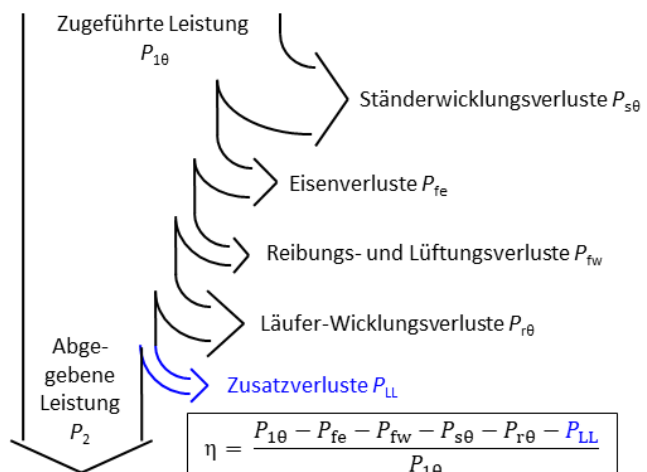 Zugeführte Leistung
P1θ
Ständerwicklungsverluste Psθ
Eisenverluste Pfe
Reibungs- und Lüftungsverluste Pfw
Läufer-Wicklungsverluste Prθ
Abge-
gebene
Leistung
P2
Zusatzverluste PLL
η = (P1θ − Pfe − Pfw − Psθ − Prθ − PLL) / P1θ